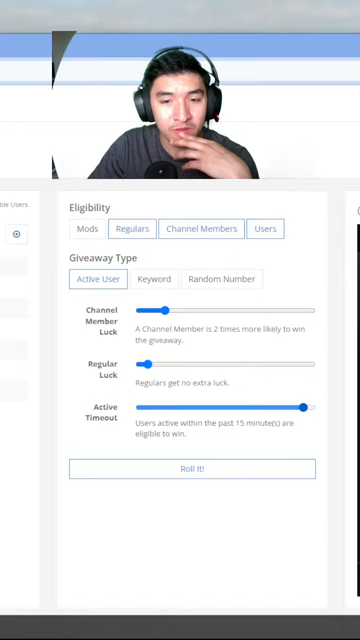 ble Users
Eligibility
Mods Regulars Channel Members Users
Giveaway Type
Active User Keyword Random Number
Channel
Member
Luck
A Channel Member is 2 times more likely to win
the giveaway.
Regular
Luck
Regulars get no extra luck.
Active
Timeout
Users active within the past 15 minute(s) are
eligible to win.
Roll It!